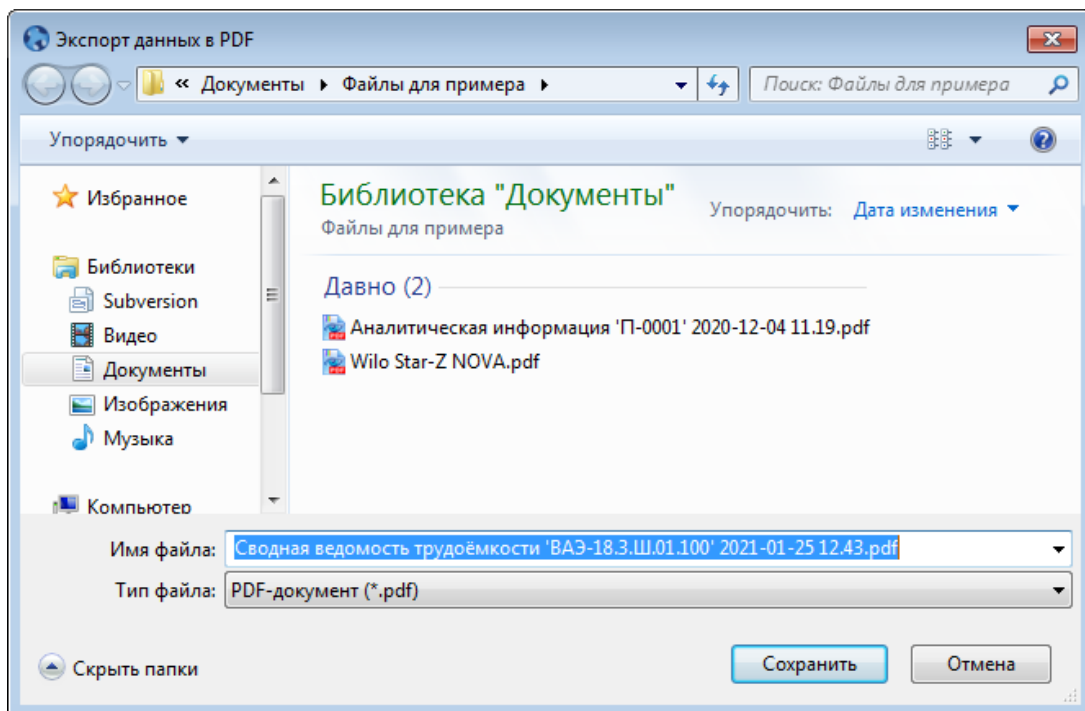 Экспорт данных в PDF
« Документы Файлы для примера
Поиск: Файлы для примера
Упорядочить
Избранное
Библиотеки
Subversion
Видео
Документы
Изображения
Музыка
Компьютер
Библиотека "Документы"
Файлы для примера
Упорядочить: Дата изменения
Давно (2)
Аналитическая информация 'П-0001' 2020-12-04 11.19.pdf
Wilo Star-Z NOVA.pdf
Имя файла: Сводная ведомость трудоёмкости 'ВАЭ-18.3.Ш.01.100' 2021-01-25 12.43.pdf
Тип файла: PDF-документ (*.pdf)
Скрыть папки
Сохранить
Отмена